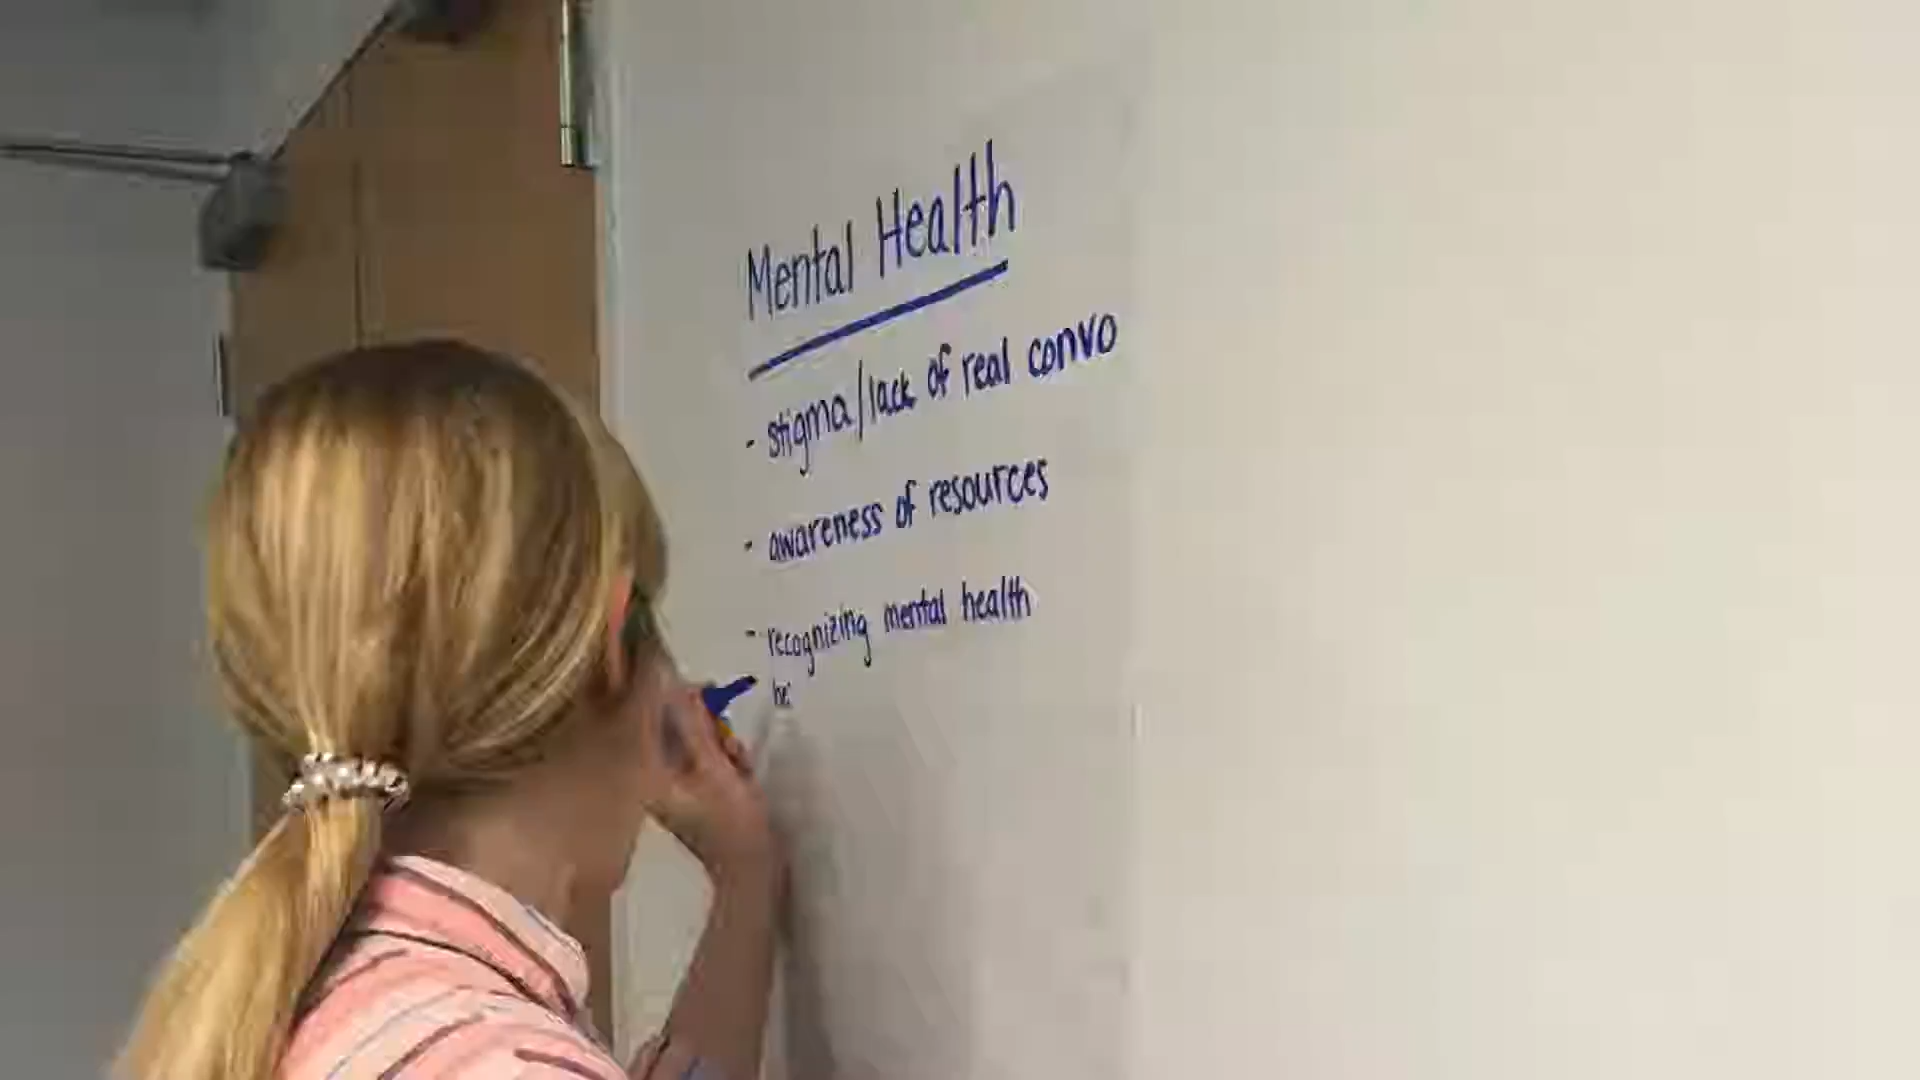 Mental Health
- stigma/lack of real convo
- awareness of resources
- recognizing mental health